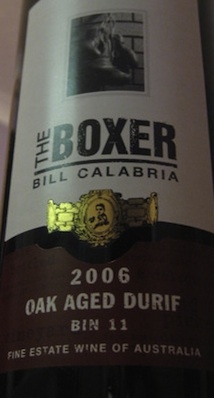 THE BOXER
BILL CALABRIA
2006
OAK AGED DURIF
BIN 11
FINE ESTATE WINE OF AUSTRALIA